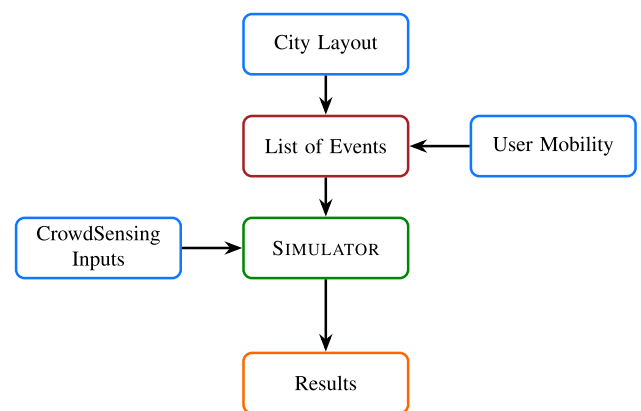 City Layout
List of Events
User Mobility
CrowdSensing
Inputs
SIMULATOR
Results